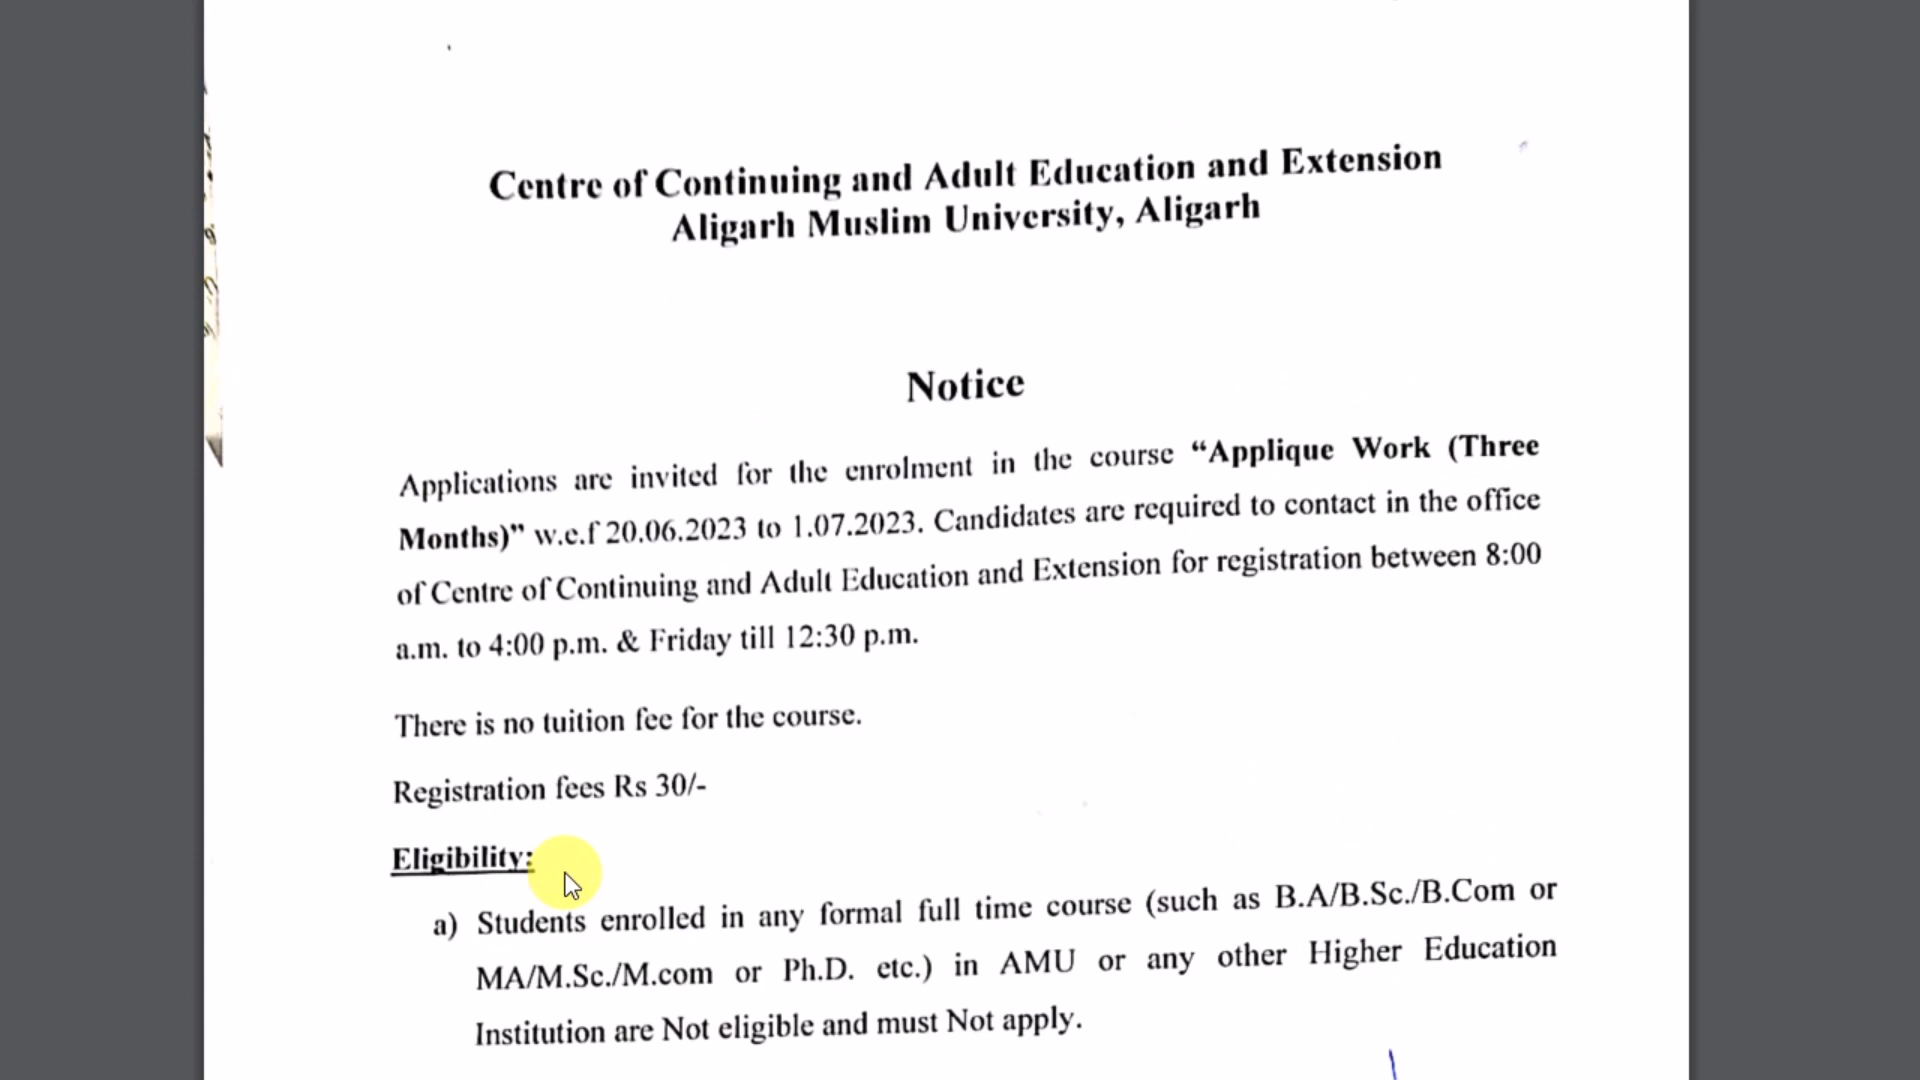 Centre of Continuing and Adult Education and Extension
Aligarh Muslim University, Aligarh
Notice
Applications are invited for the enrolment in the course “Applique Work (Three
Months)” w.e.f 20.06.2023 to 1.07.2023. Candidates are required to contact in the office
of Centre of Continuing and Adult Education and Extension for registration between 8:00
a.m. to 4:00 p.m. & Friday till 12:30 p.m.
There is no tuition fee for the course.
Registration fees Rs 30/-
Eligibility:
a) Students enrolled in any formal full time course (such as B.A/B.Sc./B.Com or
MA/M.Sc./M.com or Ph.D. etc.) in AMU or any other Higher Education
Institution are Not eligible and must Not apply.